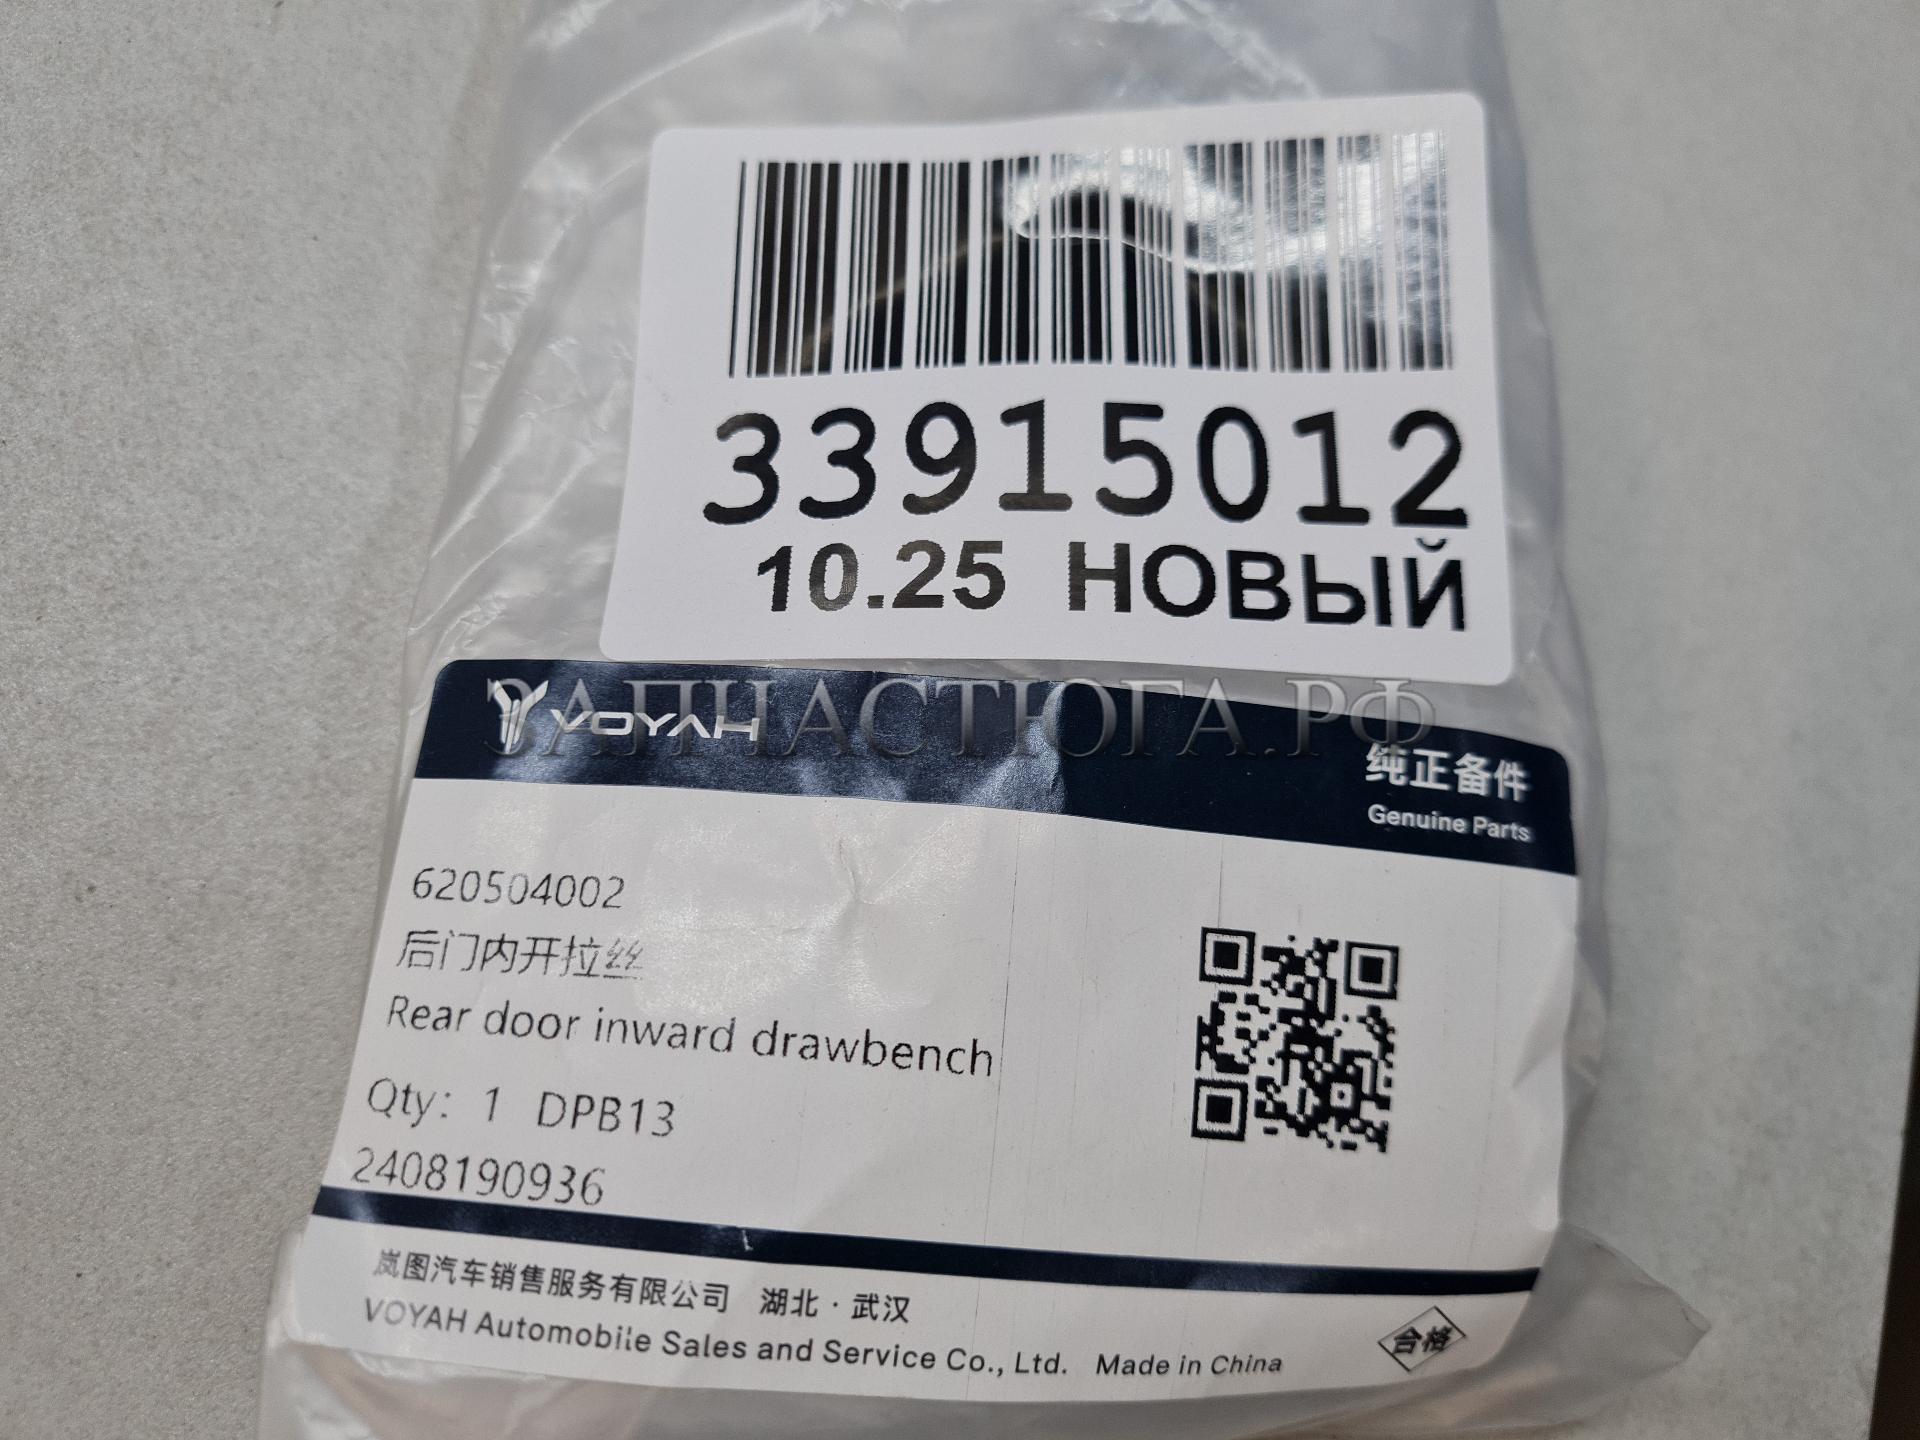 33915012
10.25 НОВЫЙ
ЗАПЧАСТЮГА.РФ
VOYAH
纯正备件
Genuine Parts
620504002
后门内开拉丝
Rear door inward drawbench
Qty: 1 DPB13
2408190936
岚图汽车销售服务有限公司 湖北·武汉
VOYAH Automobile Sales and Service Co., Ltd. Made in China
合格